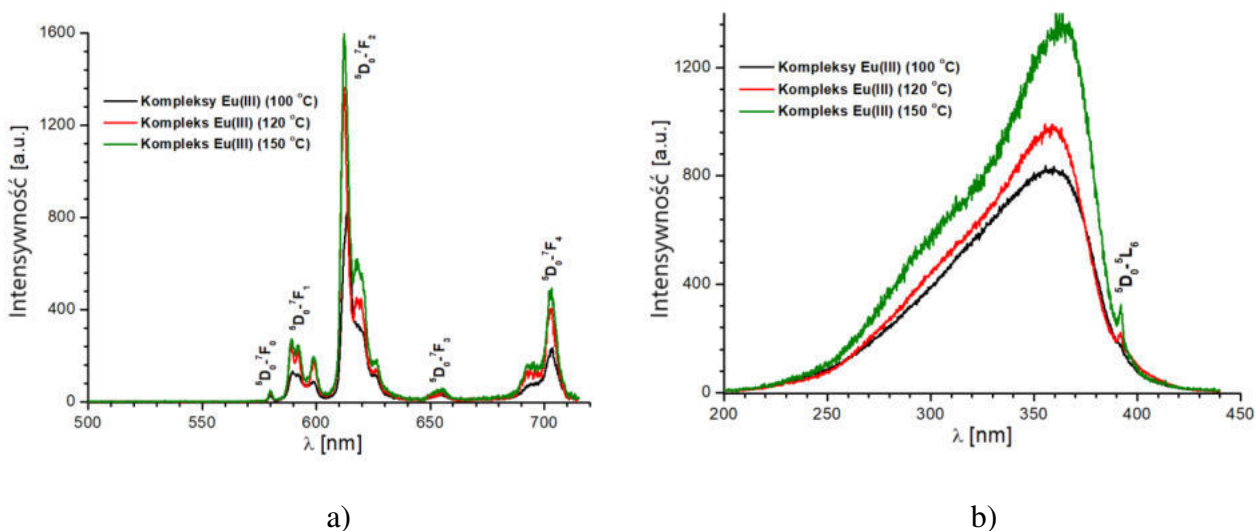 1600
1200
800
400
0
500
550
600
650
700
Intensywność [a.u.]
λ [nm]
Kompleksy Eu(III) (100 °C)
Kompleks Eu(III) (120 °C)
Kompleks Eu(III) (150 °C)
⁵D₀-⁷F₀
⁵D₀-⁷F₁
⁵D₀-⁷F₂
⁵D₀-⁷F₃
⁵D₀-⁷F₄
a)
1200
800
400
0
200
250
300
350
400
450
Intensywność [a.u.]
λ [nm]
Kompleksy Eu(III) (100 °C)
Kompleks Eu(III) (120 °C)
Kompleks Eu(III) (150 °C)
⁵D₀-⁵L₆
b)